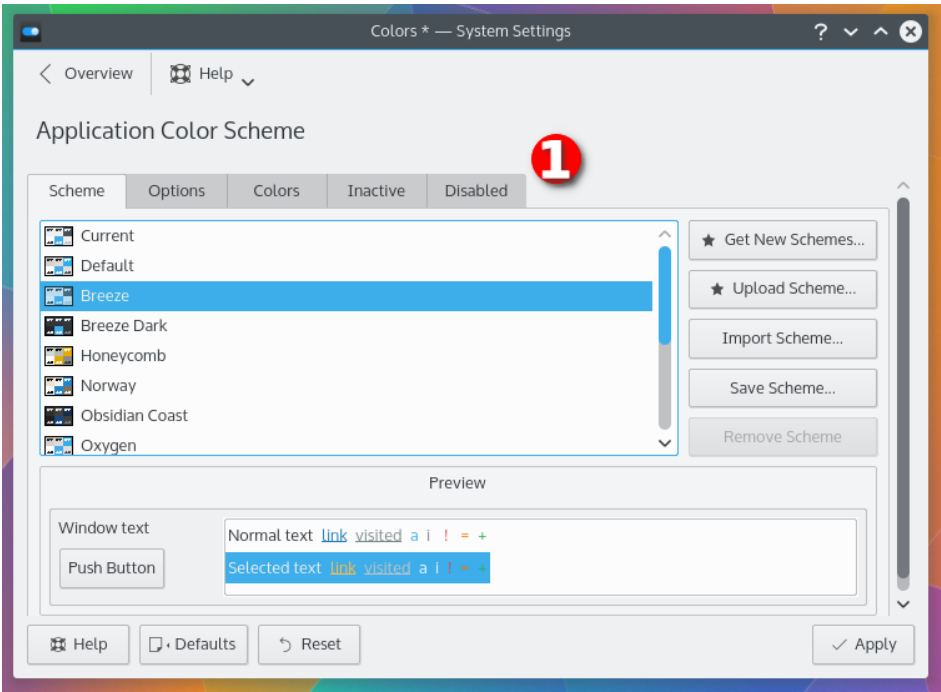 Colors * — System Settings
Overview Help
Application Color Scheme
1
Scheme Options Colors Inactive Disabled
Current
Default
Breeze
Breeze Dark
Honeycomb
Norway
Obsidian Coast
Oxygen
Get New Schemes...
Upload Scheme...
Import Scheme...
Save Scheme...
Remove Scheme
Preview
Window text
Push Button
Normal text link visited a i ! = +
Selected text link visited a i ! = +
Help Defaults Reset Apply